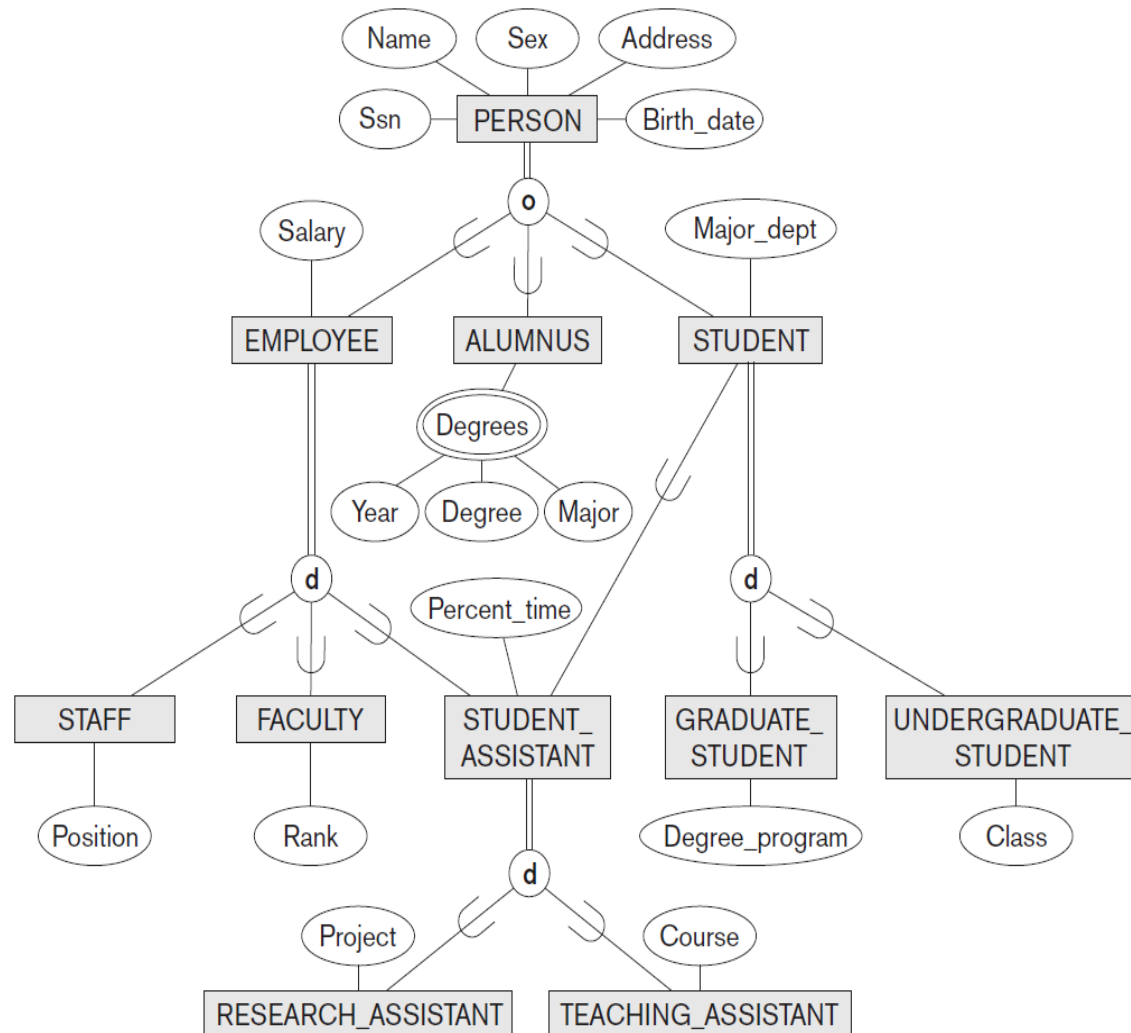 Name
Sex
Address
Ssn
PERSON
Birth_date
o
Salary
Major_dept
EMPLOYEE
ALUMNUS
STUDENT
Degrees
Year
Degree
Major
d
d
Percent_time
STAFF
FACULTY
STUDENT_
ASSISTANT
GRADUATE_
STUDENT
UNDERGRADUATE_
STUDENT
Position
Rank
Degree_program
Class
d
Project
Course
RESEARCH_ASSISTANT
TEACHING_ASSISTANT